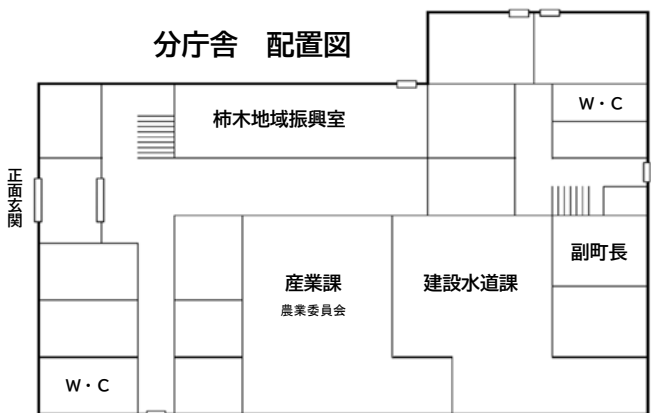 分庁舎　配置図
W・C
柿木地域振興室
正面玄関
副町長
産業課
建設水道課
農業委員会
W・C